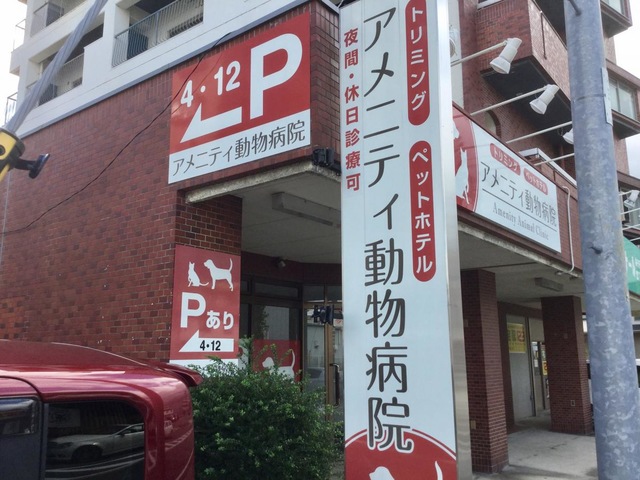 4・12 P
アメニティ動物病院
Pあり
4・12
トリミング
夜間・休日診療可
アメニティ動物病院
ペットホテル
トリミング ペットホテル
アメニティ動物病院
Amenity Animal Clinic